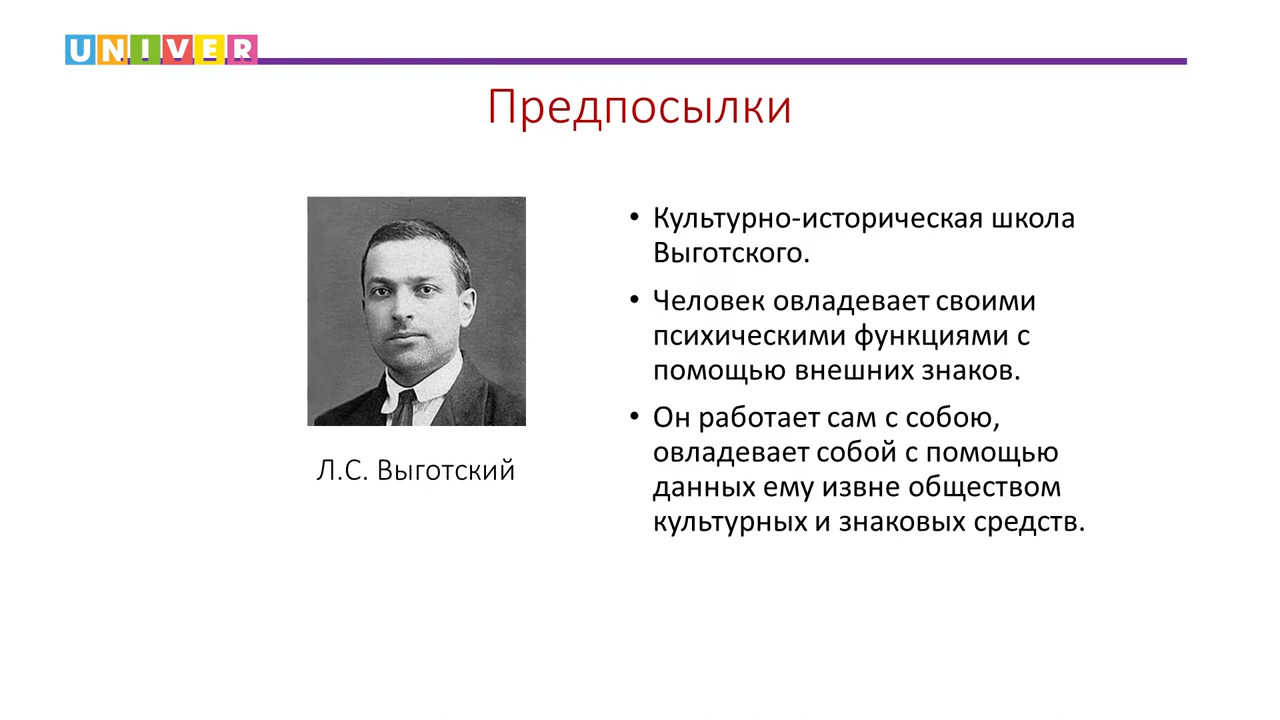 UNIVER
Предпосылки
Л.С. Выготский
• Культурно-историческая школа
Выготского.
• Человек овладевает своими
психическими функциями с
помощью внешних знаков.
• Он работает сам с собою,
овладевает собой с помощью
данных ему извне обществом
культурных и знаковых средств.